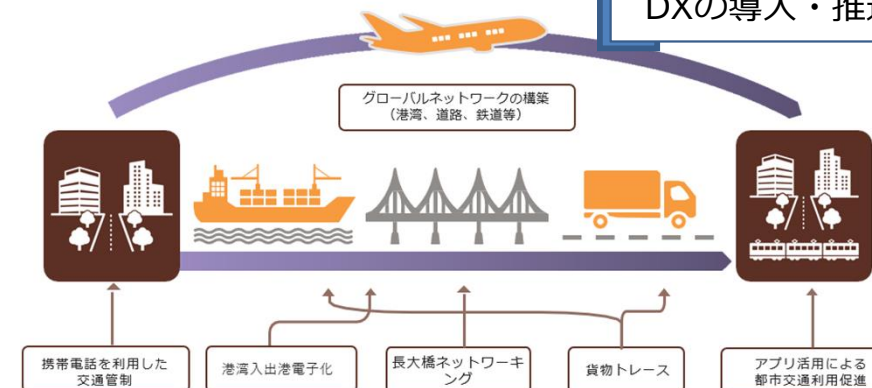 DXの導入・推進
グローバルネットワークの構築
（港湾、道路、鉄道等）
携帯電話を利用した
交通管制
港湾入出港電子化
長大橋ネットワーキ
ング
貨物トレース
アプリ活用による
都市交通利用促進